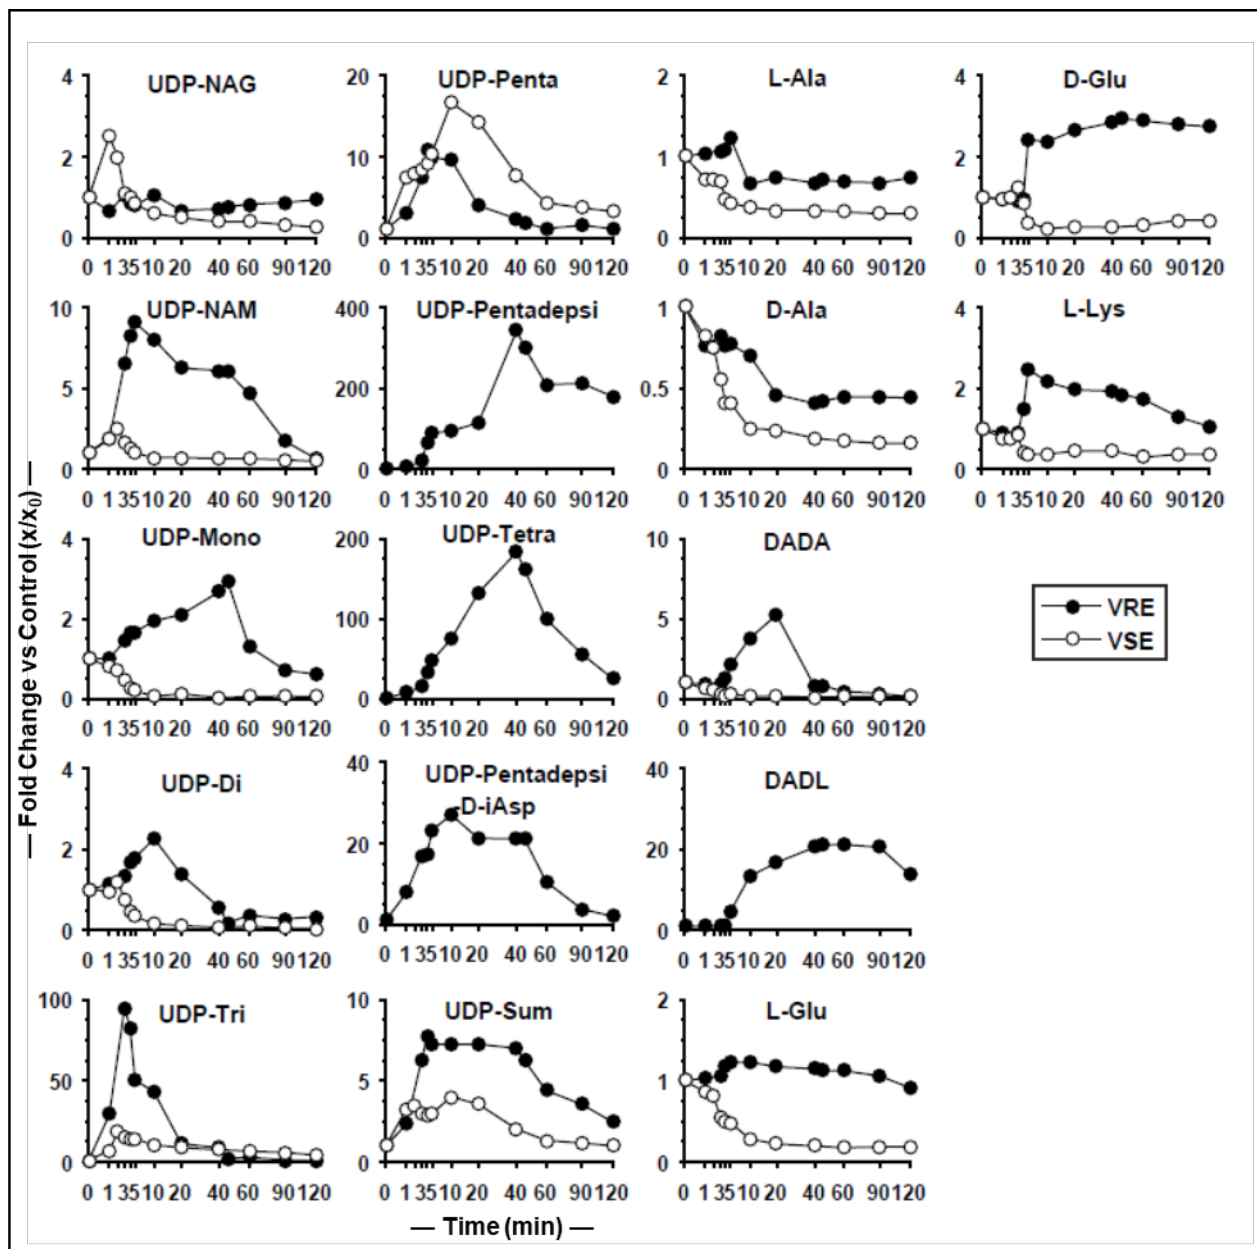 UDP-NAG
4
2
0
0 1 35 10 20 40 60 90 120
UDP-Penta
20
10
0
0 1 35 10 20 40 60 90 120
L-Ala
2
1
0
0 1 35 10 20 40 60 90 120
D-Glu
4
2
0
0 1 35 10 20 40 60 90 120
UDP-NAM
10
5
0
0 1 35 10 20 40 60 90 120
UDP-Pentadepsi
400
200
0
0 1 35 10 20 40 60 90 120
D-Ala
1
0.5
0
0 1 35 10 20 40 60 90 120
L-Lys
4
2
0
0 1 35 10 20 40 60 90 120
— Fold Change vs Control (x/x₀) —
UDP-Mono
4
2
0
0 1 35 10 20 40 60 90 120
UDP-Tetra
200
100
0
0 1 35 10 20 40 60 90 120
DADA
10
5
0
0 1 35 10 20 40 60 90 120
VRE
VSE
UDP-Di
4
2
0
0 1 35 10 20 40 60 90 120
UDP-Pentadepsi
-D-iAsp
40
20
0
0 1 35 10 20 40 60 90 120
DADL
40
20
0
0 1 35 10 20 40 60 90 120
UDP-Tri
100
50
0
0 1 35 10 20 40 60 90 120
UDP-Sum
10
5
0
0 1 35 10 20 40 60 90 120
L-Glu
2
1
0
0 1 35 10 20 40 60 90 120
— Time (min) —